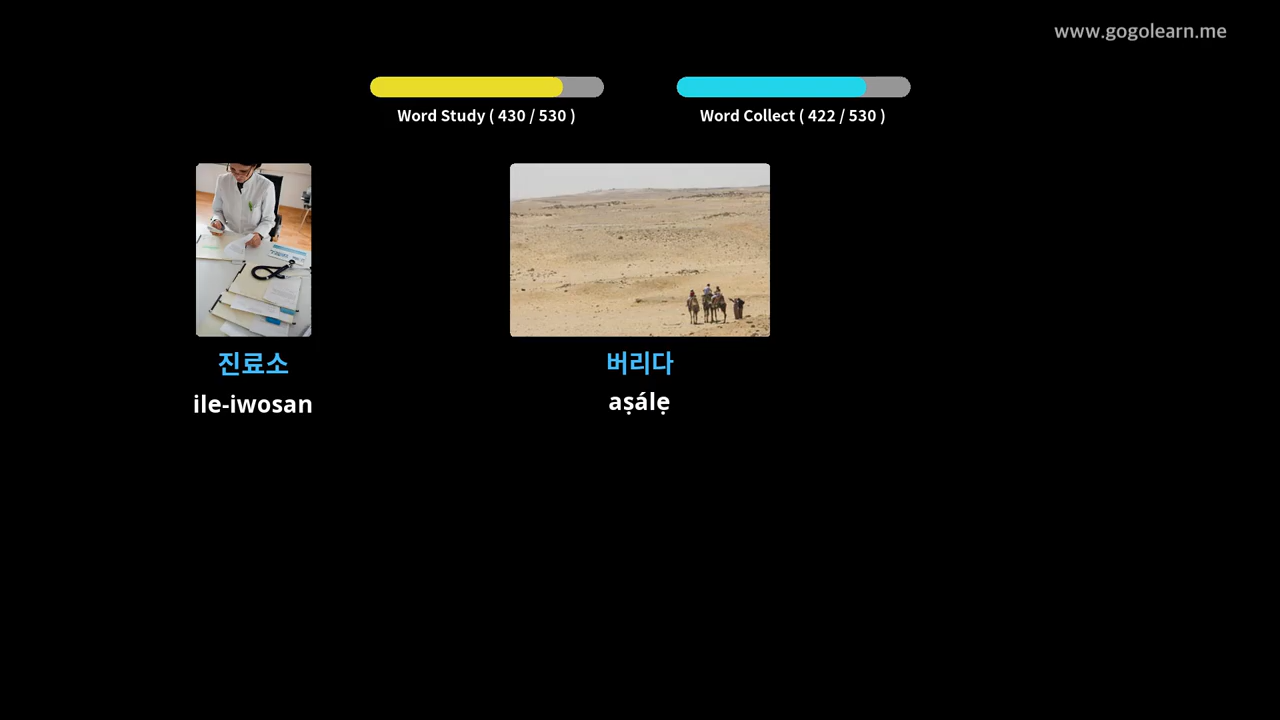 www.gogolearn.me
Word Study ( 430 / 530 )
Word Collect ( 422 / 530 )
진료소
ile-iwosan
버리다
aṣálẹ